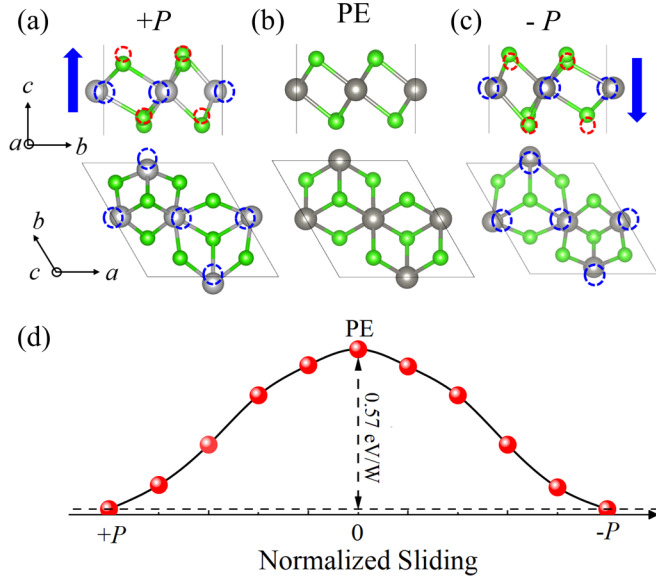 (a)
+P
(b)
PE
(c)
- P
c
a
b
b
c
a
(d)
PE
0.57 eV/W
+P
0
-P
Normalized Sliding